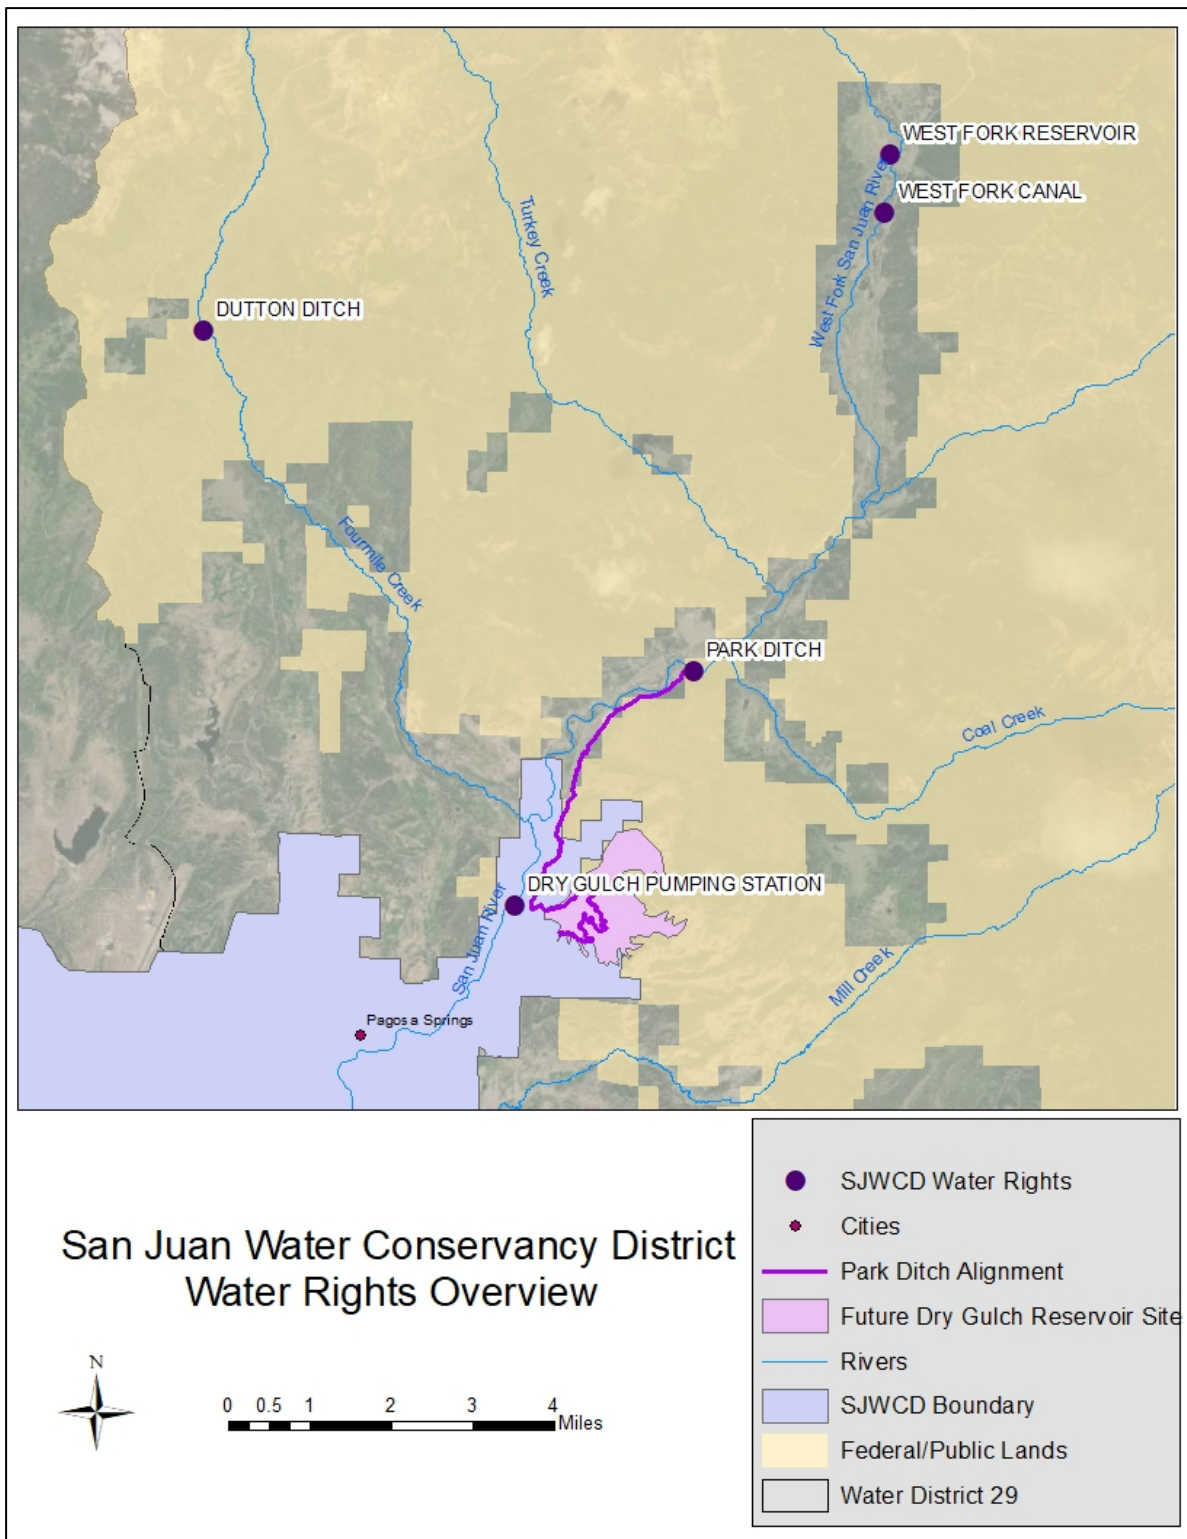 WEST FORK RESERVOIR
WEST FORK CANAL
West Fork San Juan River
Turkey Creek
DUTTON DITCH
Fourmile Creek
PARK DITCH
Coal Creek
DRY GULCH PUMPING STATION
San Juan River
Mill Creek
Pagosa Springs
San Juan Water Conservancy District
Water Rights Overview
N
0 0.5 1 2 3 4
Miles
SJWCD Water Rights
Cities
Park Ditch Alignment
Future Dry Gulch Reservoir Site
Rivers
SJWCD Boundary
Federal/Public Lands
Water District 29